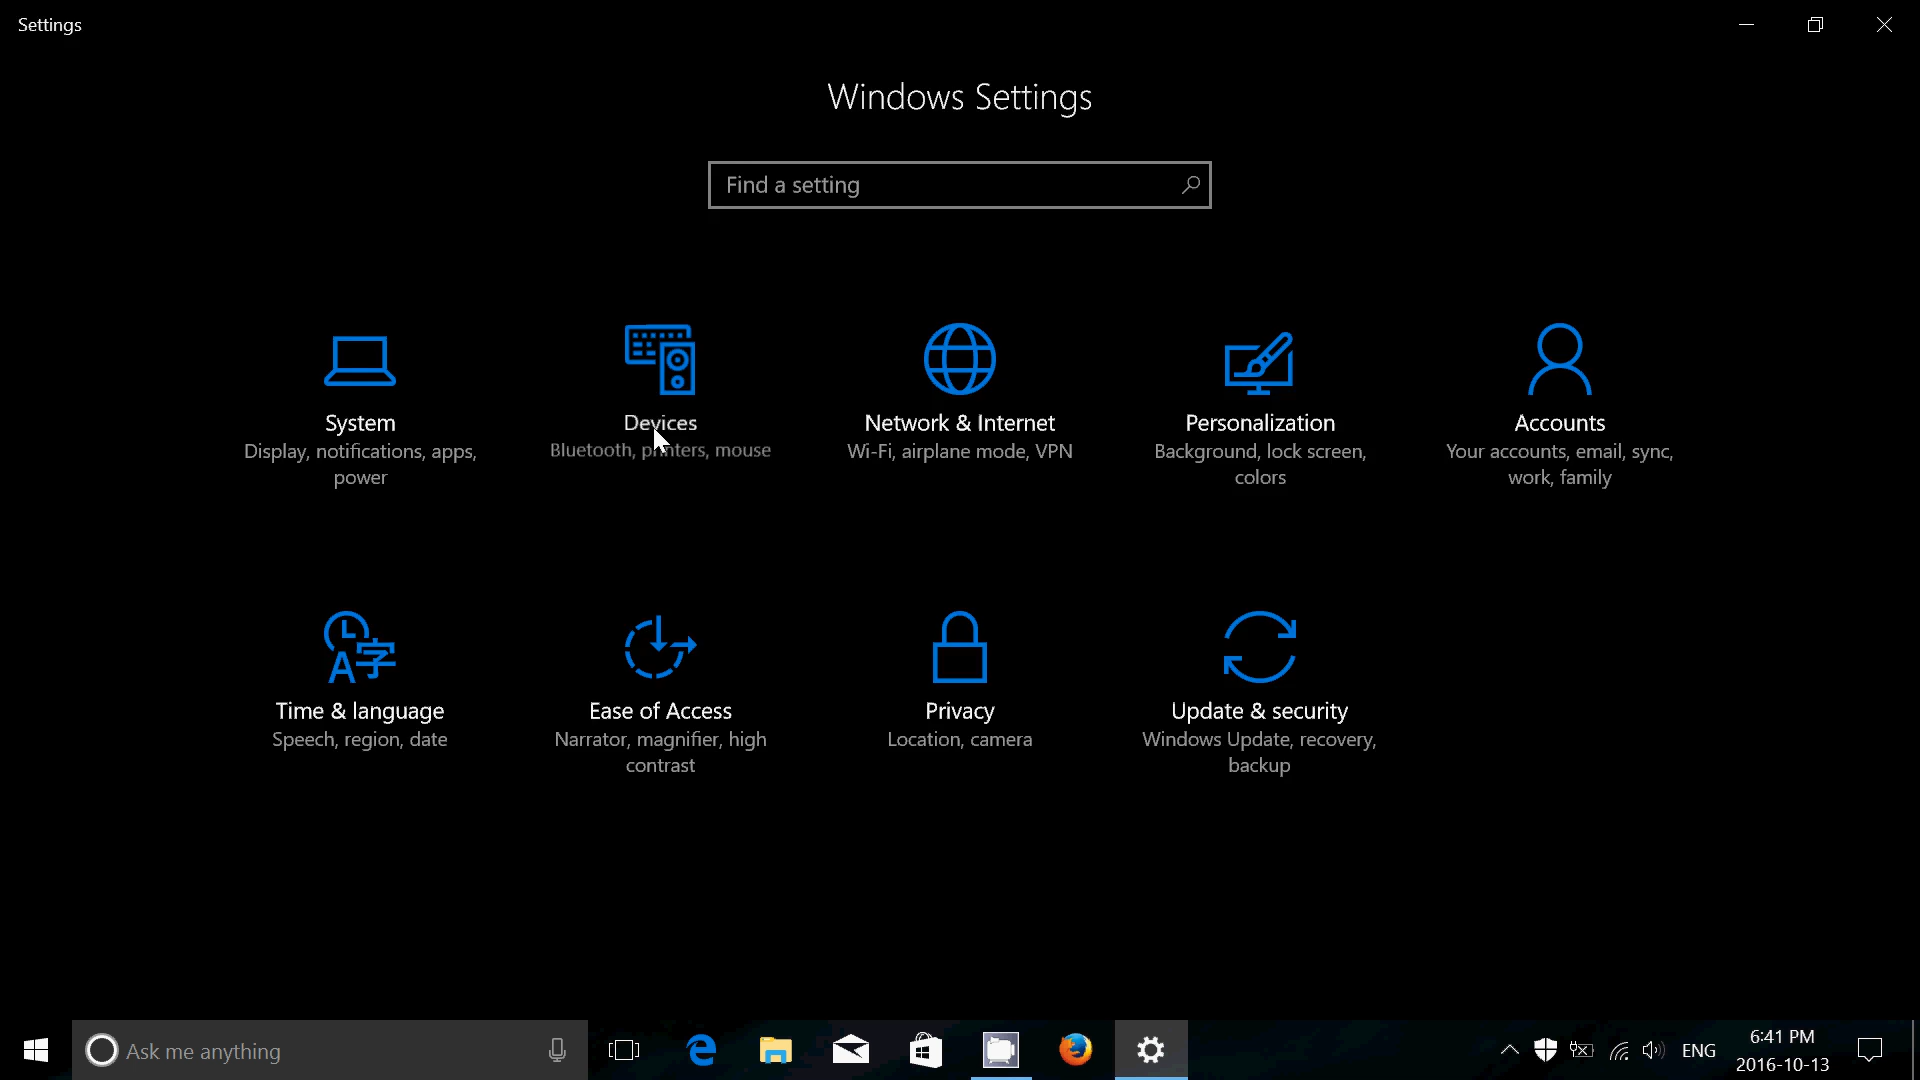 Settings
Windows Settings
Find a setting
System
Display, notifications, apps,
power
Devices
Bluetooth, printers, mouse
Network & Internet
Wi-Fi, airplane mode, VPN
Personalization
Background, lock screen,
colors
Accounts
Your accounts, email, sync,
work, family
Time & language
Speech, region, date
Ease of Access
Narrator, magnifier, high
contrast
Privacy
Location, camera
Update & security
Windows Update, recovery,
backup
Ask me anything
ENG
6:41 PM
2016-10-13